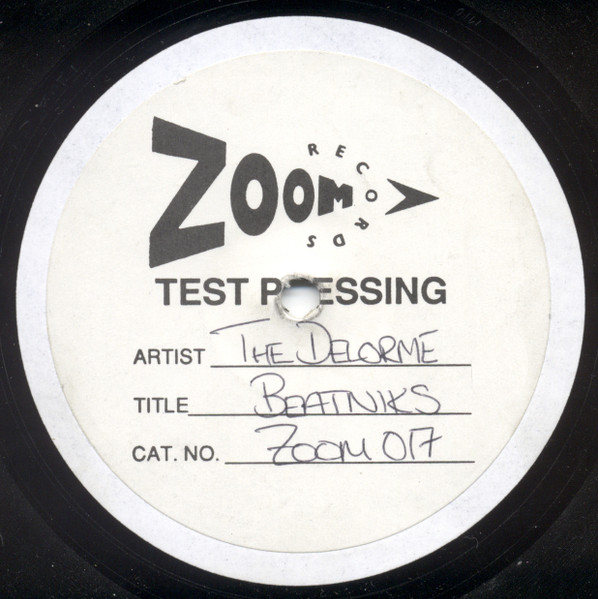 ZOOM RECORDS
TEST PRESSING
ARTIST THE DELORME
TITLE BEATNIKS
CAT. NO. ZOOM 017